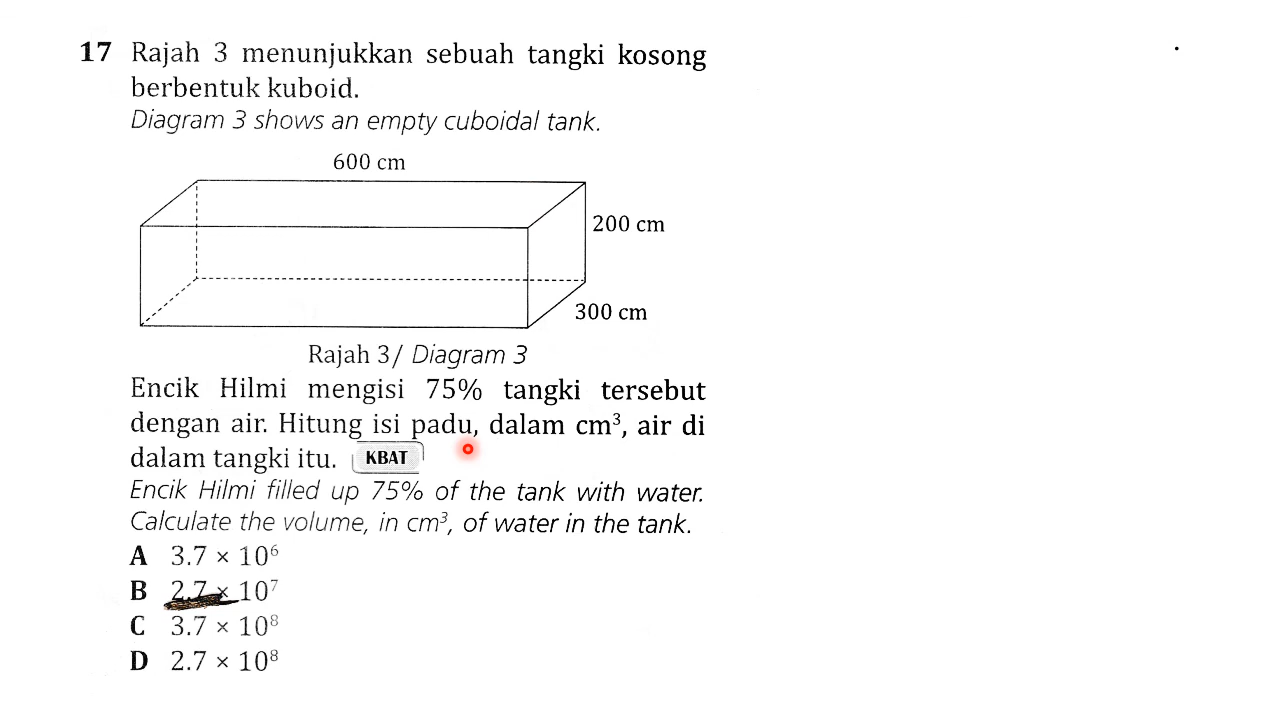 17 Rajah 3 menunjukkan sebuah tangki kosong
berbentuk kuboid.
Diagram 3 shows an empty cuboidal tank.
600 cm
200 cm
300 cm
Rajah 3/ Diagram 3
Encik Hilmi mengisi 75% tangki tersebut
dengan air. Hitung isi padu, dalam cm³, air di
dalam tangki itu. KBAT
Encik Hilmi filled up 75% of the tank with water.
Calculate the volume, in cm³, of water in the tank.
A 3.7 × 10⁶
B 2.7 × 10⁷
C 3.7 × 10⁸
D 2.7 × 10⁸